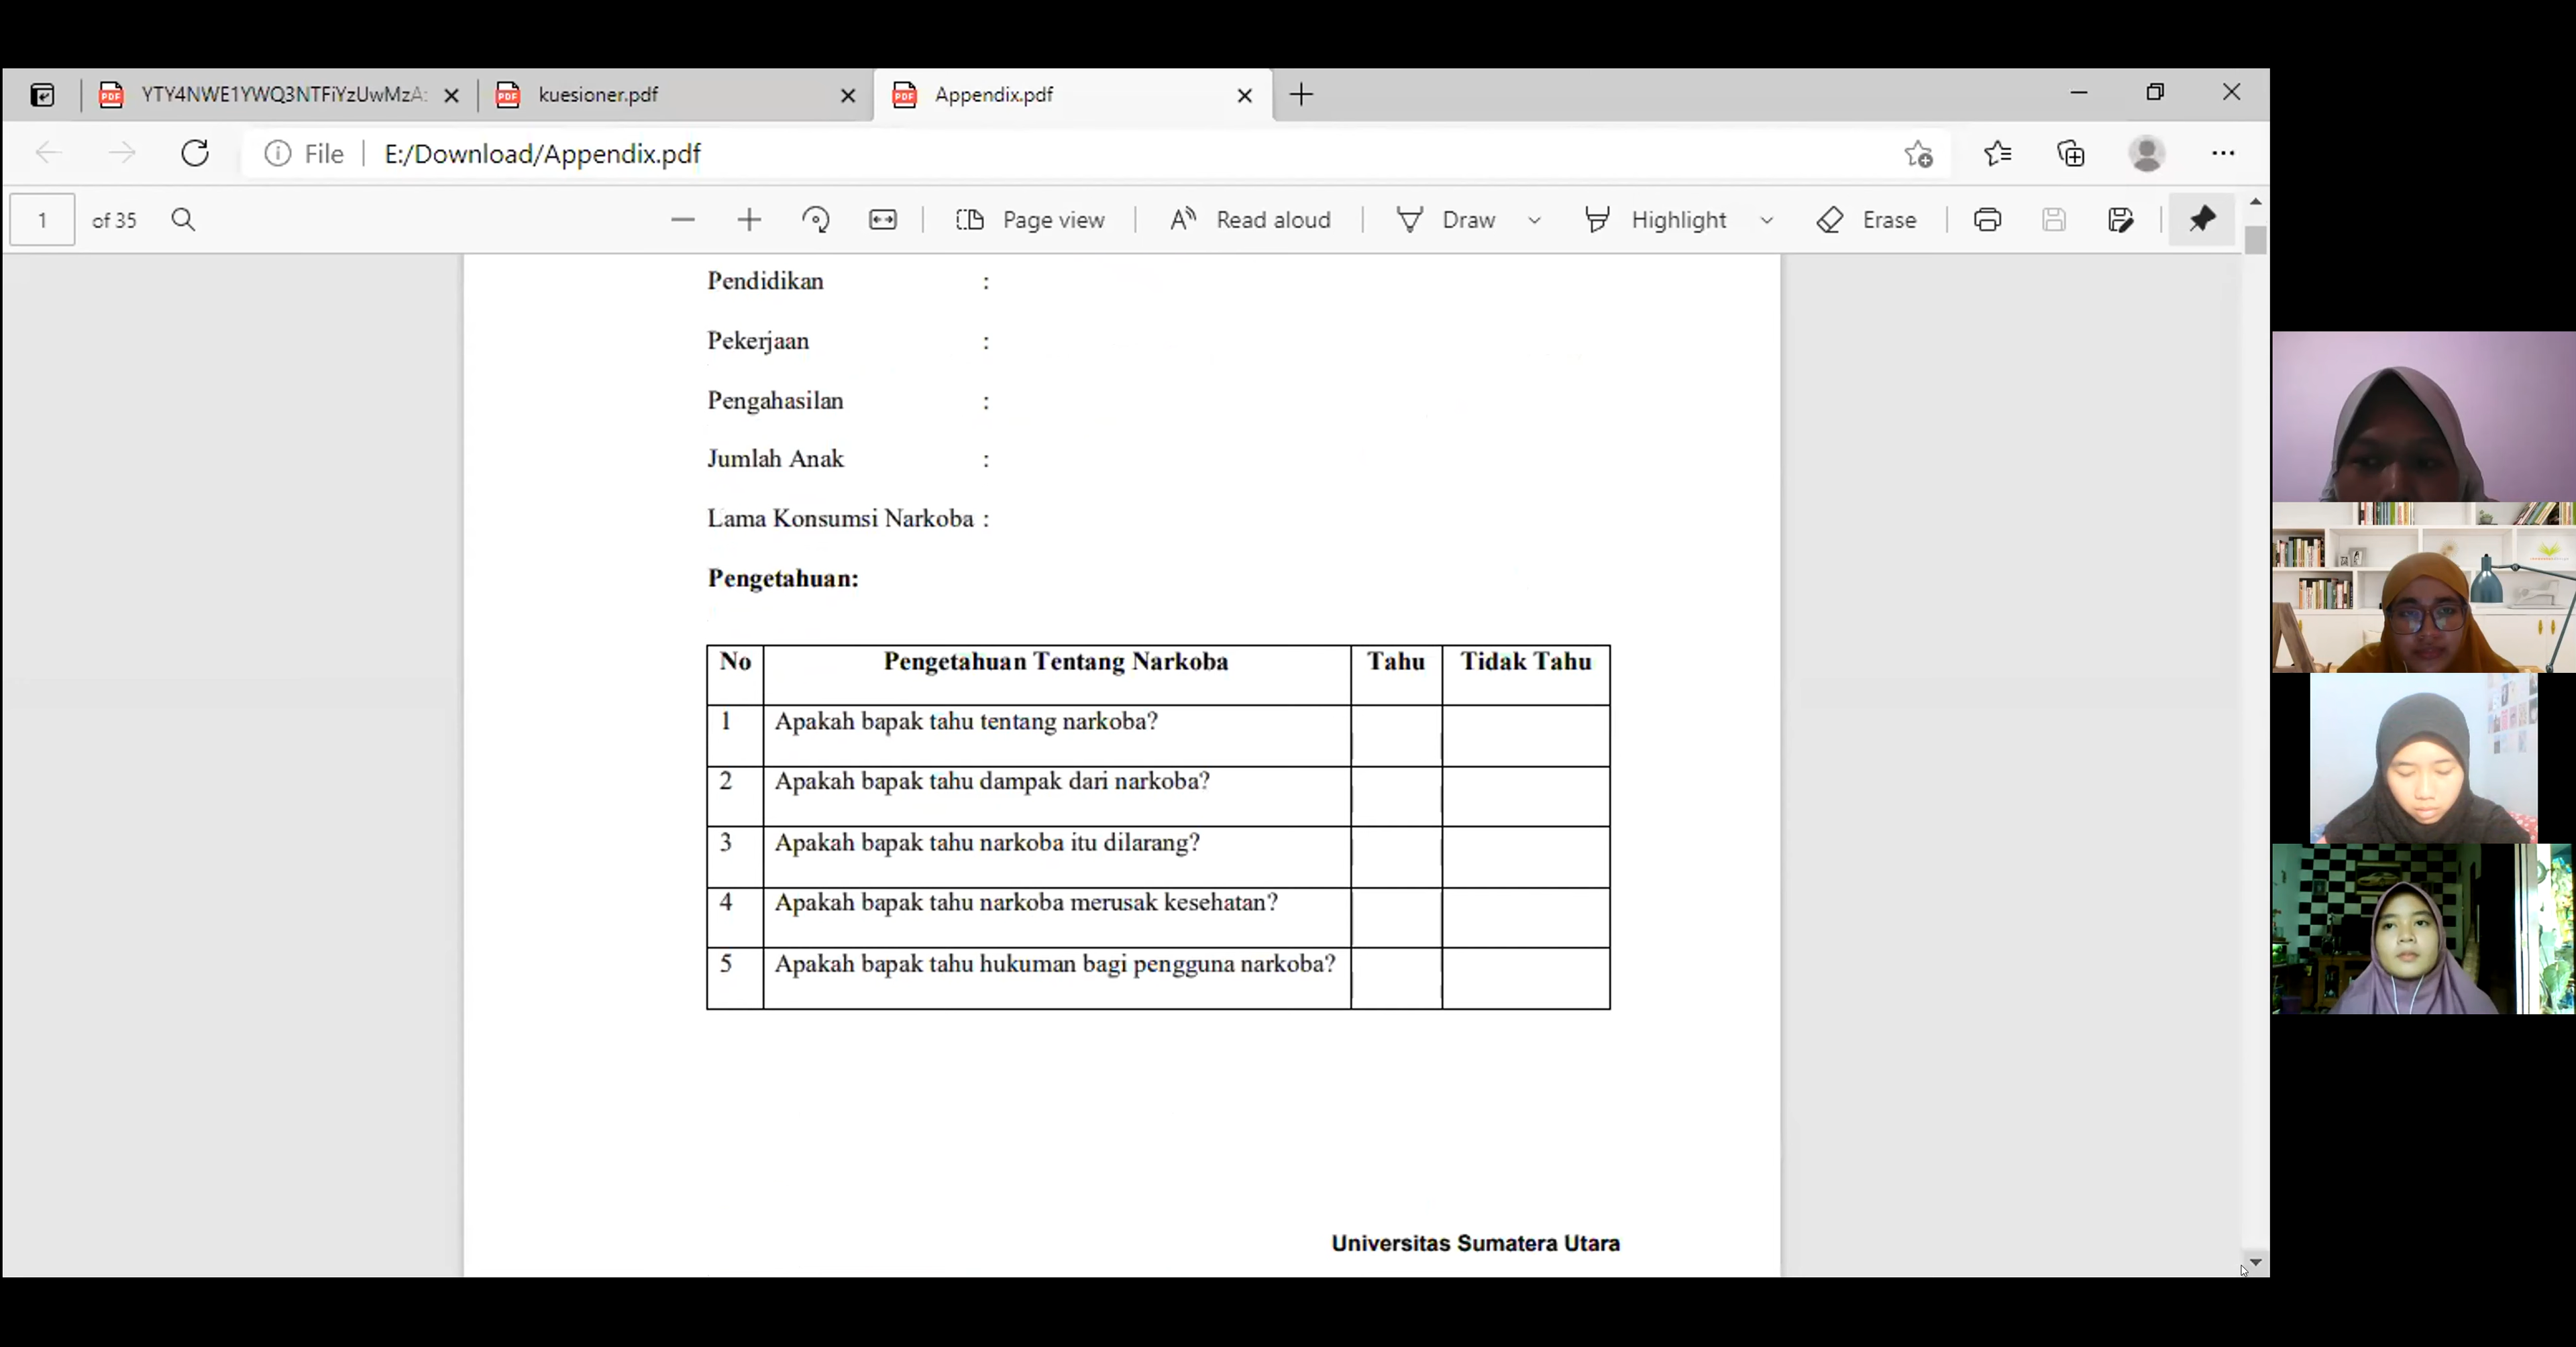 YTY4NWE1YWQ3NTFiYzUwMzA:
kuesioner.pdf
Appendix.pdf
File
E:/Download/Appendix.pdf
1 of 35
Page view
Read aloud
Draw
Highlight
Erase
Pendidikan :
Pekerjaan :
Pengahasilan :
Jumlah Anak :
Lama Konsumsi Narkoba :
Pengetahuan:
No Pengetahuan Tentang Narkoba Tahu Tidak Tahu
1 Apakah bapak tahu tentang narkoba?
2 Apakah bapak tahu dampak dari narkoba?
3 Apakah bapak tahu narkoba itu dilarang?
4 Apakah bapak tahu narkoba merusak kesehatan?
5 Apakah bapak tahu hukuman bagi pengguna narkoba?
Universitas Sumatera Utara